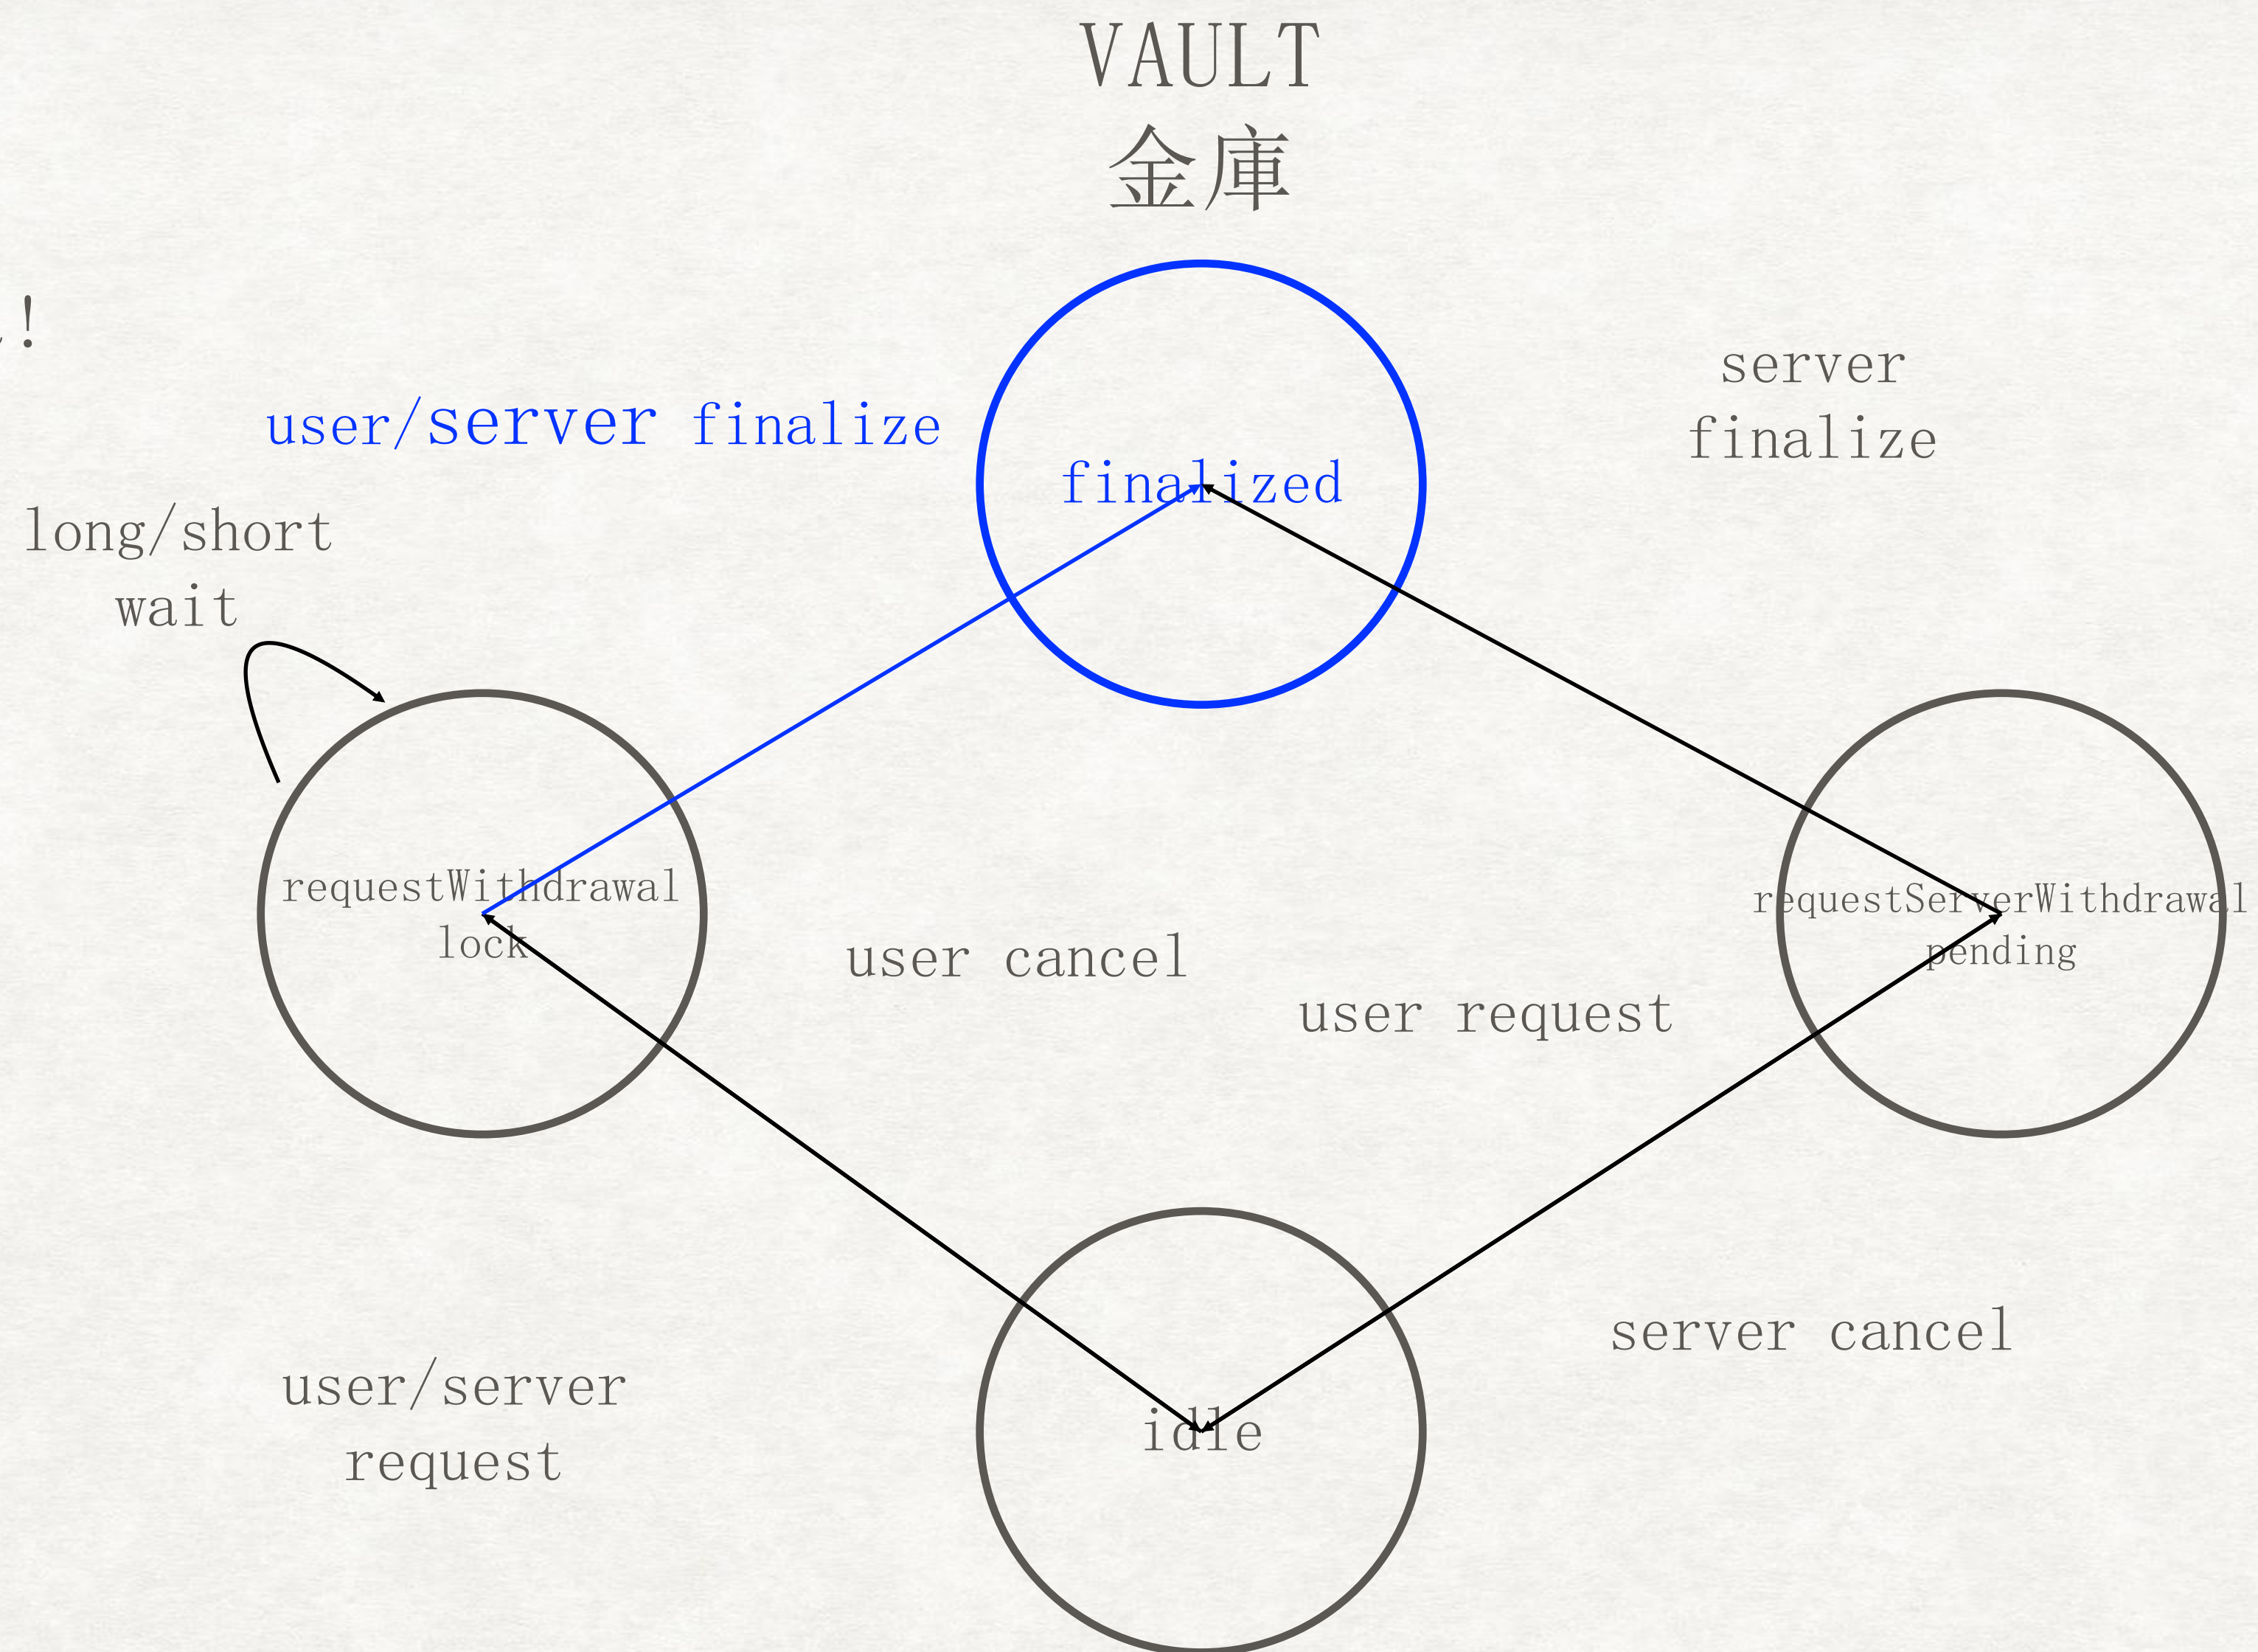 VAULT
金庫
!
user/server finalize
server
finalize
finalized
long/short
wait
requestWithdrawal
lock
requestServerWithdrawal
pending
user cancel
user request
server cancel
user/server
request
idle